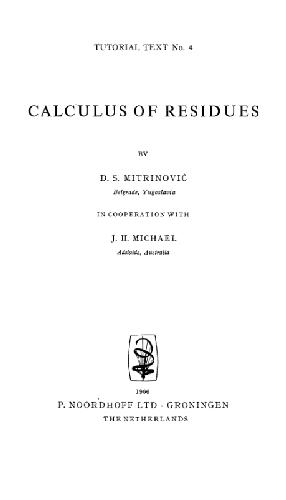 TUTORIAL TEXT No. 4
CALCULUS OF RESIDUES
BY
D. S. MITRINOVIĆ
Belgrade, Yugoslavia
IN COOPERATION WITH
J. H. MICHAEL
Adelaide, Australia
1966
P. NOORDHOFF LTD - GRONINGEN
THE NETHERLANDS